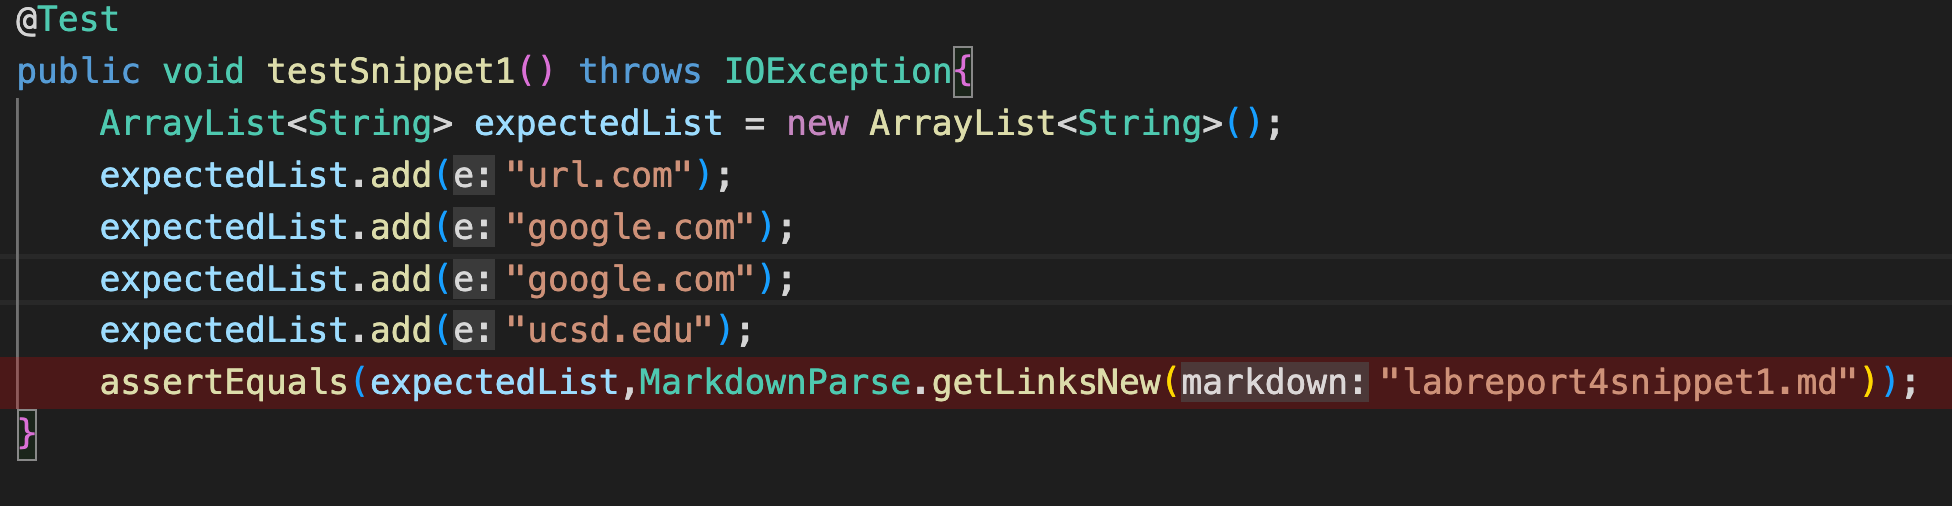 @Test
public void testSnippet1() throws IOException{
    ArrayList<String> expectedList = new ArrayList<String>();
    expectedList.add(e: "url.com");
    expectedList.add(e: "google.com");
    expectedList.add(e: "google.com");
    expectedList.add(e: "ucsd.edu");
    assertEquals(expectedList,MarkdownParse.getLinksNew(markdown: "labreport4snippet1.md"));
}